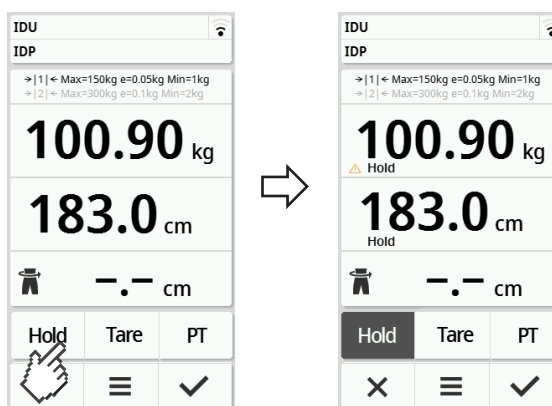 IDU
IDP
→|1|← Max=150kg e=0.05kg Min=1kg
→|2|← Max=300kg e=0.1kg Min=2kg
100.90 kg
183.0 cm
–.– cm
Hold Tare PT
IDU
IDP
→|1|← Max=150kg e=0.05kg Min=1kg
→|2|← Max=300kg e=0.1kg Min=2kg
100.90 kg
Hold
183.0 cm
Hold
–.– cm
Hold Tare PT